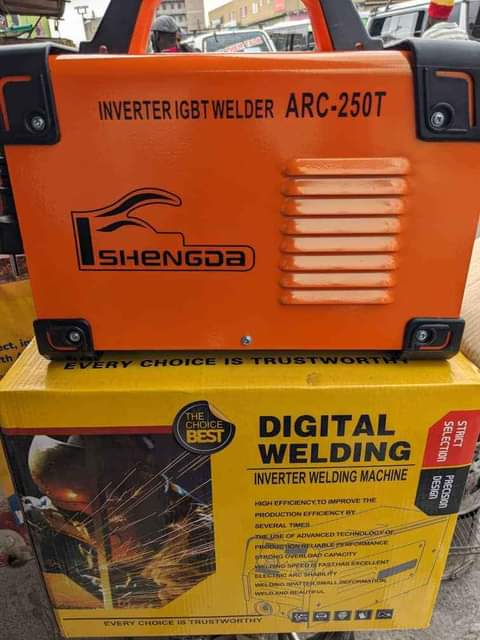 INVERTER IGBT WELDER ARC-250T
SHENGDA
EVERY CHOICE IS TRUSTWORTHY
THE
CHOICE
BEST
DIGITAL
WELDING
INVERTER WELDING MACHINE
STRICT
SELECTION
PRECISION
DESIGN
HIGH EFFICIENCY,TO IMPROVE THE
PRODUCTION EFFICIENCY BY
SEVERAL TIMES
THE USE OF ADVANCED TECHNOLOGY OF
PRODUCTION RELIABLE PERFORMANCE
STRONG OVERLOAD CAPACITY
WELDING SPEED IS FAST,HAS EXCELLENT
ELECTRIC ARC SHABILITY
WELDING SPATTER SMALL INFORMATION,
WELD AND BEAUTIFUL
EVERY CHOICE IS TRUSTWORTHY